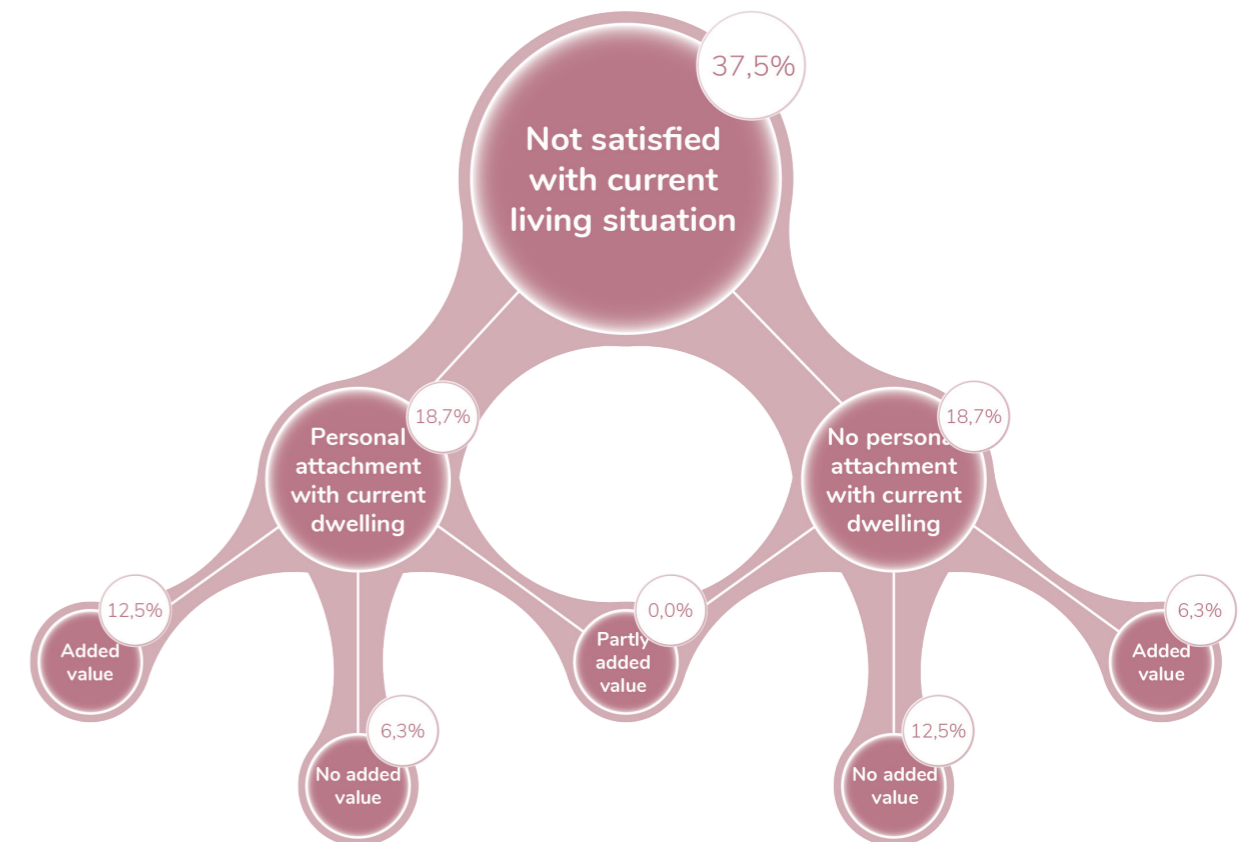 37,5%
Not satisfied
with current
living situation
18,7%
Personal
attachment
with current
dwelling
18,7%
No persona
attachment
with current
dwelling
12,5%
Added
value
6,3%
No added
value
0,0%
Partly
added
value
12,5%
No added
value
6,3%
Added
value